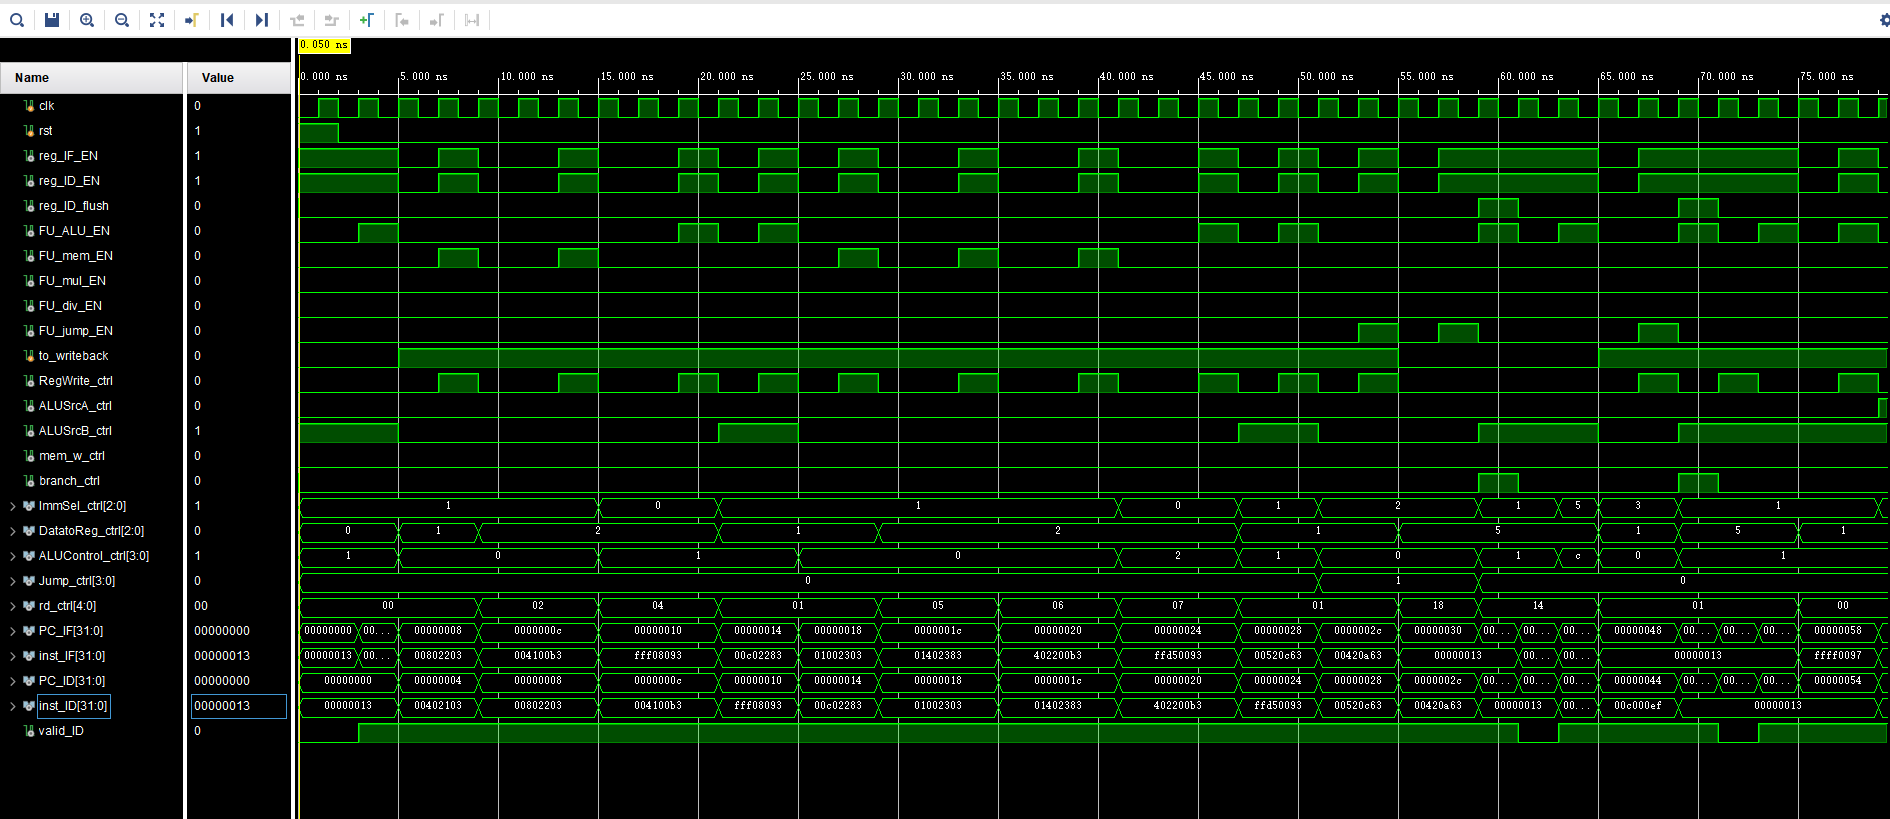 0.050 ns
Name Value
0.000 ns 5.000 ns 10.000 ns 15.000 ns 20.000 ns 25.000 ns 30.000 ns 35.000 ns 40.000 ns 45.000 ns 50.000 ns 55.000 ns 60.000 ns 65.000 ns 70.000 ns 75.000 ns
clk 0
rst 1
reg_IF_EN 1
reg_ID_EN 1
reg_ID_flush 0
FU_ALU_EN 0
FU_mem_EN 0
FU_mul_EN 0
FU_div_EN 0
FU_jump_EN 0
to_writeback 0
RegWrite_ctrl 0
ALUSrcA_ctrl 0
ALUSrcB_ctrl 1
mem_w_ctrl 0
branch_ctrl 0
ImmSel_ctrl[2:0] 1 1 0 1 0 1 2 1 5 3 1
DatatoReg_ctrl[2:0] 0 0 1 2 1 2 1 5 1 5 1
ALUControl_ctrl[3:0] 1 1 0 1 0 2 1 0 1 c 0 1
Jump_ctrl[3:0] 0 0 1 0
rd_ctrl[4:0] 00 00 02 04 01 05 06 07 01 18 14 01 00
PC_IF[31:0] 00000000 00000000 00... 00000008 0000000c 00000010 00000014 00000018 0000001c 00000020 00000024 00000028 0000002c 00000030 00... 00... 00... 00000048 00... 00... 00... 00000058
inst_IF[31:0] 00000013 00000013 00... 00802203 004100b3 fff08093 00c02283 01002303 01402383 402200b3 ffd50093 00520c63 00420a63 00000013 00... 00... 00000013 ffff0097
PC_ID[31:0] 00000000 00000000 00000004 00000008 0000000c 00000010 00000014 00000018 0000001c 00000020 00000024 00000028 0000002c 00... 00... 00... 00000044 00... 00... 00... 00000054
inst_ID[31:0] 00000013 00000013 00402103 00802203 004100b3 fff08093 00c02283 01002303 01402383 402200b3 ffd50093 00520c63 00420a63 00000013 00... 00c000ef 00000013
valid_ID 0